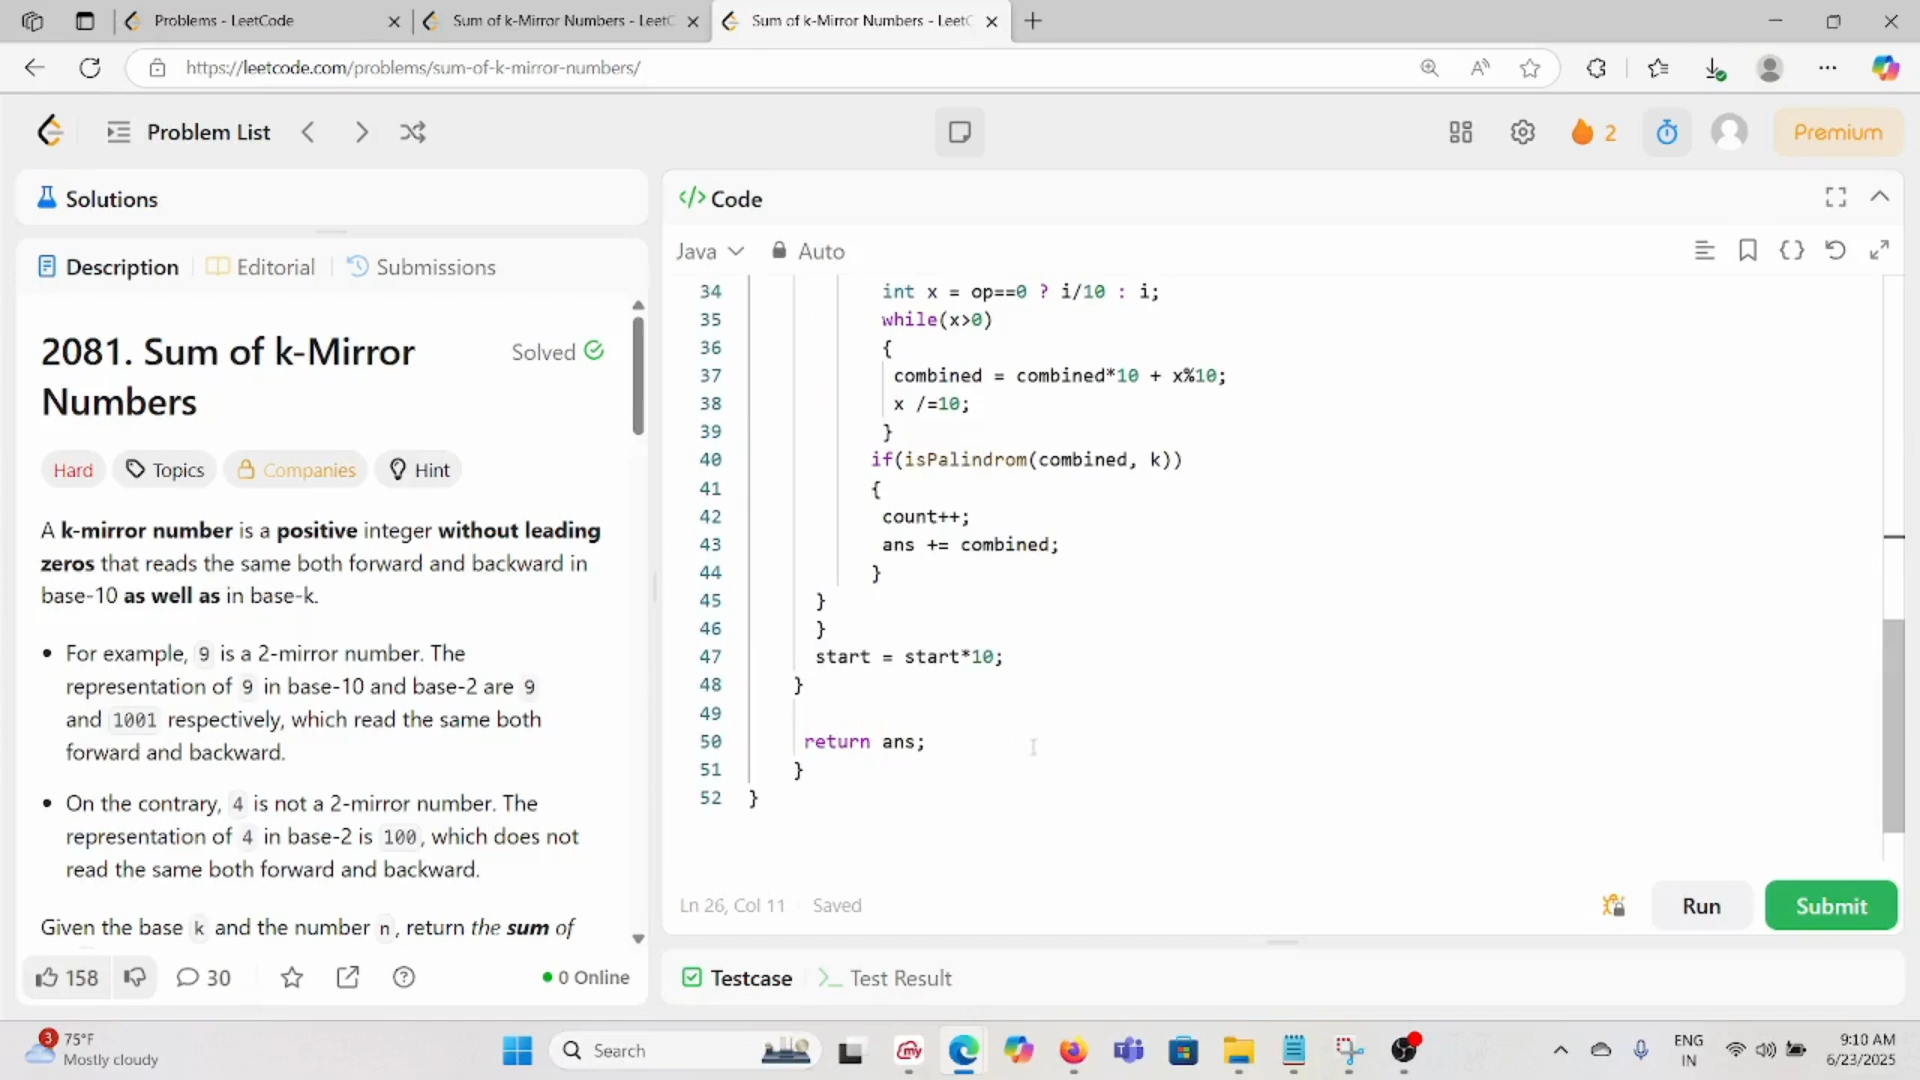 Problems - LeetCode
Sum of k-Mirror Numbers - LeetC
Sum of k-Mirror Numbers - LeetC
https://leetcode.com/problems/sum-of-k-mirror-numbers/
Problem List
2
Premium
Solutions
Description
Editorial
Submissions
2081. Sum of k-Mirror
Numbers
Solved
Hard
Topics
Companies
Hint
A k-mirror number is a positive integer without leading
zeros that reads the same both forward and backward in
base-10 as well as in base-k.
• For example, 9 is a 2-mirror number. The
representation of 9 in base-10 and base-2 are 9
and 1001 respectively, which read the same both
forward and backward.
• On the contrary, 4 is not a 2-mirror number. The
representation of 4 in base-2 is 100, which does not
read the same both forward and backward.
Given the base k and the number n, return the sum of
158
30
0 Online
</> Code
Java
Auto
34 int x = op==0 ? i/10 : i;
35 while(x>0)
36 {
37 combined = combined*10 + x%10;
38 x /=10;
39 }
40 if(isPalindrom(combined, k))
41 {
42 count++;
43 ans += combined;
44 }
45 }
46 }
47 start = start*10;
48 }
49
50 return ans;
51 }
52 }
Ln 26, Col 11
Saved
Run
Submit
Testcase
Test Result
3
75°F
Mostly cloudy
Search
my
ENG
IN
9:10 AM
6/23/2025